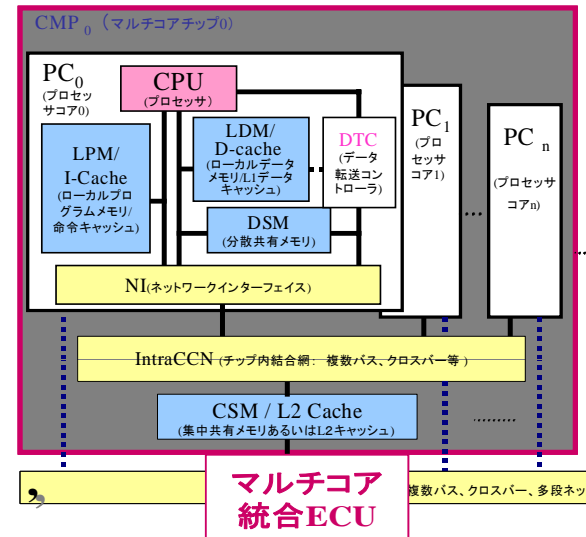 CMP 0 (マルチコアチップ0)
PC0
(プロセッ
サコア0)
CPU
(プロセッサ)
LPM/
I-Cache
(ローカルプロ
グラムメモリ/
命令キャッシュ)
LDM/
D-cache
(ローカルデータ
メモリ/L1データ
キャッシュ)
DTC
(データ
転送コント
ローラ)
DSM
(分散共有メモリ)
NI(ネットワークインターフェイス)
PC1
(プロ
セッサ
コア1)
...
PC n
(プロセッサ
コアn)
IntraCCN (チップ内結合網: 複数バス、クロスバー等 )
CSM / L2 Cache
(集中共有メモリあるいはL2キャッシュ)
マルチコア
統合ECU
複数バス、クロスバー、多段ネッ